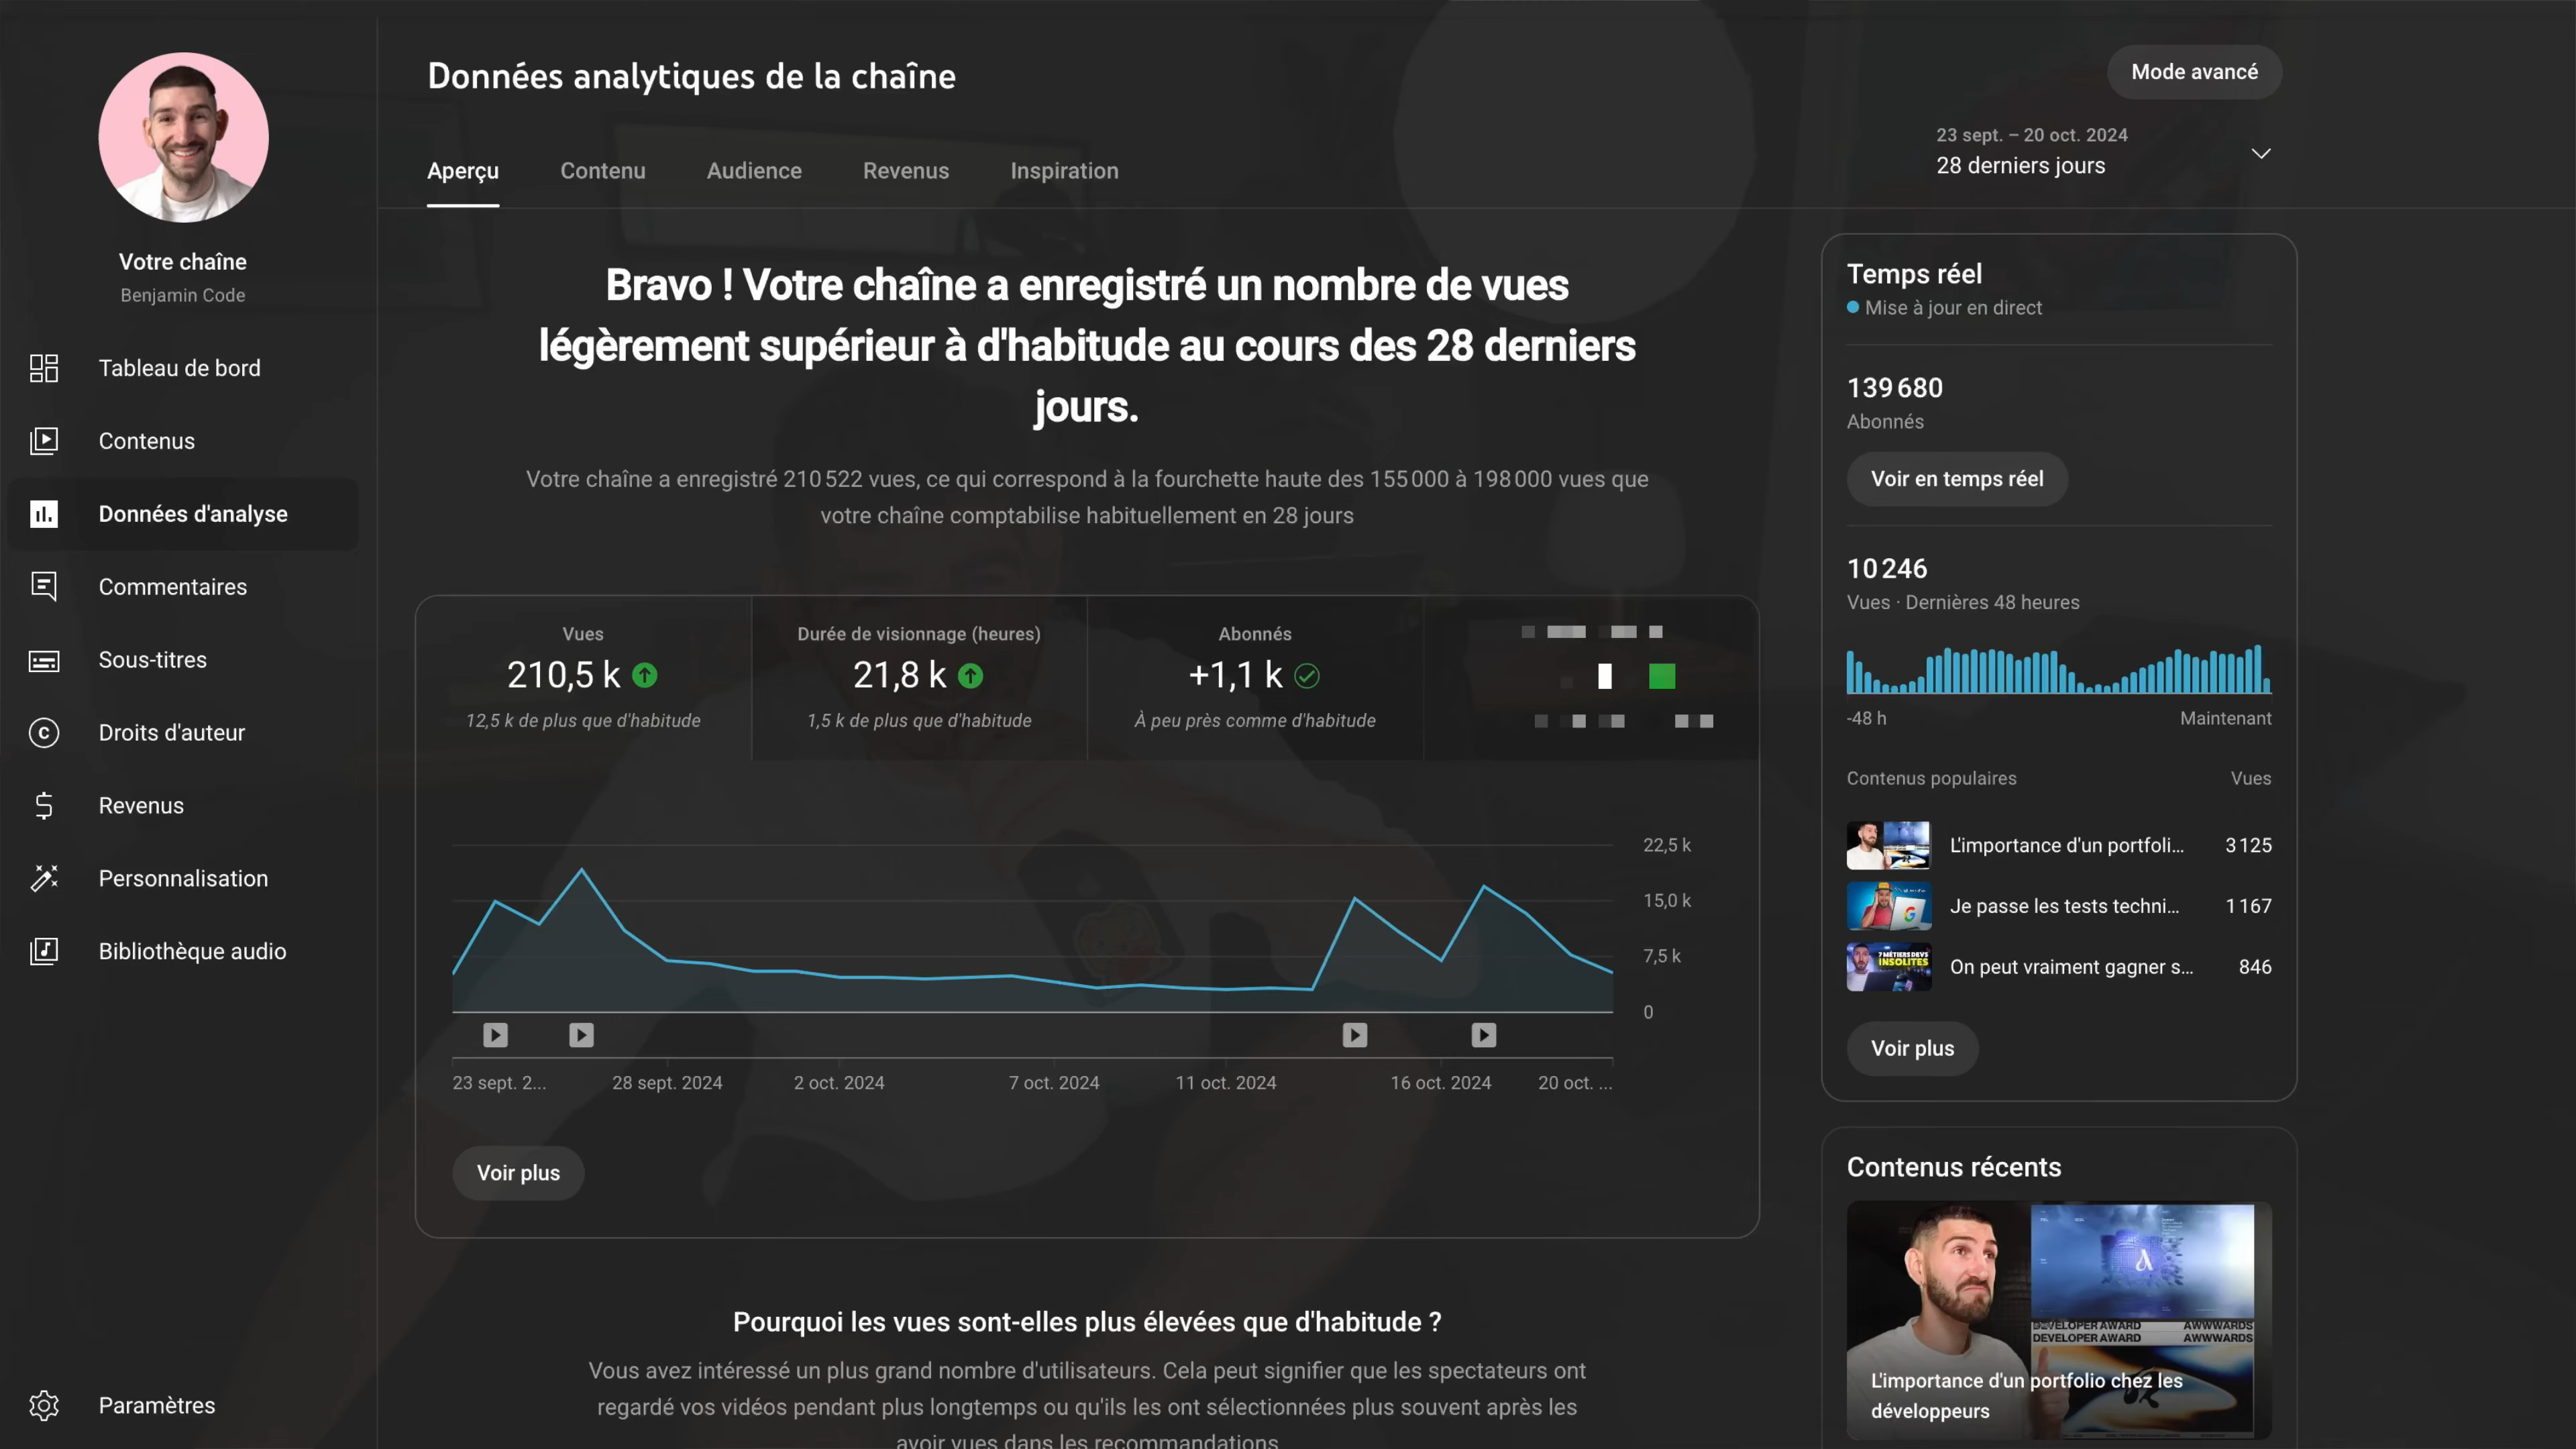 Votre chaîne
Benjamin Code
Tableau de bord
Contenus
Données d'analyse
Commentaires
Sous-titres
Droits d'auteur
Revenus
Personnalisation
Bibliothèque audio
Paramètres
Données analytiques de la chaîne
Mode avancé
Aperçu
Contenu
Audience
Revenus
Inspiration
23 sept. – 20 oct. 2024
28 derniers jours
Bravo ! Votre chaîne a enregistré un nombre de vues
légèrement supérieur à d'habitude au cours des 28 derniers
jours.
Votre chaîne a enregistré 210 522 vues, ce qui correspond à la fourchette haute des 155 000 à 198 000 vues que
votre chaîne comptabilise habituellement en 28 jours
Vues
210,5 k
12,5 k de plus que d'habitude
Durée de visionnage (heures)
21,8 k
1,5 k de plus que d'habitude
Abonnés
+1,1 k
À peu près comme d'habitude
22,5 k
15,0 k
7,5 k
0
23 sept. 2...
28 sept. 2024
2 oct. 2024
7 oct. 2024
11 oct. 2024
16 oct. 2024
20 oct. ...
Voir plus
Pourquoi les vues sont-elles plus élevées que d'habitude ?
Vous avez intéressé un plus grand nombre d'utilisateurs. Cela peut signifier que les spectateurs ont
regardé vos vidéos pendant plus longtemps ou qu'ils les ont sélectionnées plus souvent après les
avoir vues dans les recommandations
Temps réel
Mise à jour en direct
139 680
Abonnés
Voir en temps réel
10 246
Vues · Dernières 48 heures
-48 h
Maintenant
Contenus populaires
Vues
L'importance d'un portfoli...
3 125
Je passe les tests techni...
1 167
7 MÉTIERS DEVS
INSOLITES
On peut vraiment gagner s...
846
Voir plus
Contenus récents
DEVELOPER AWARD AWWWARDS
DEVELOPER AWARD AWWWARDS
L'importance d'un portfolio chez les
développeurs